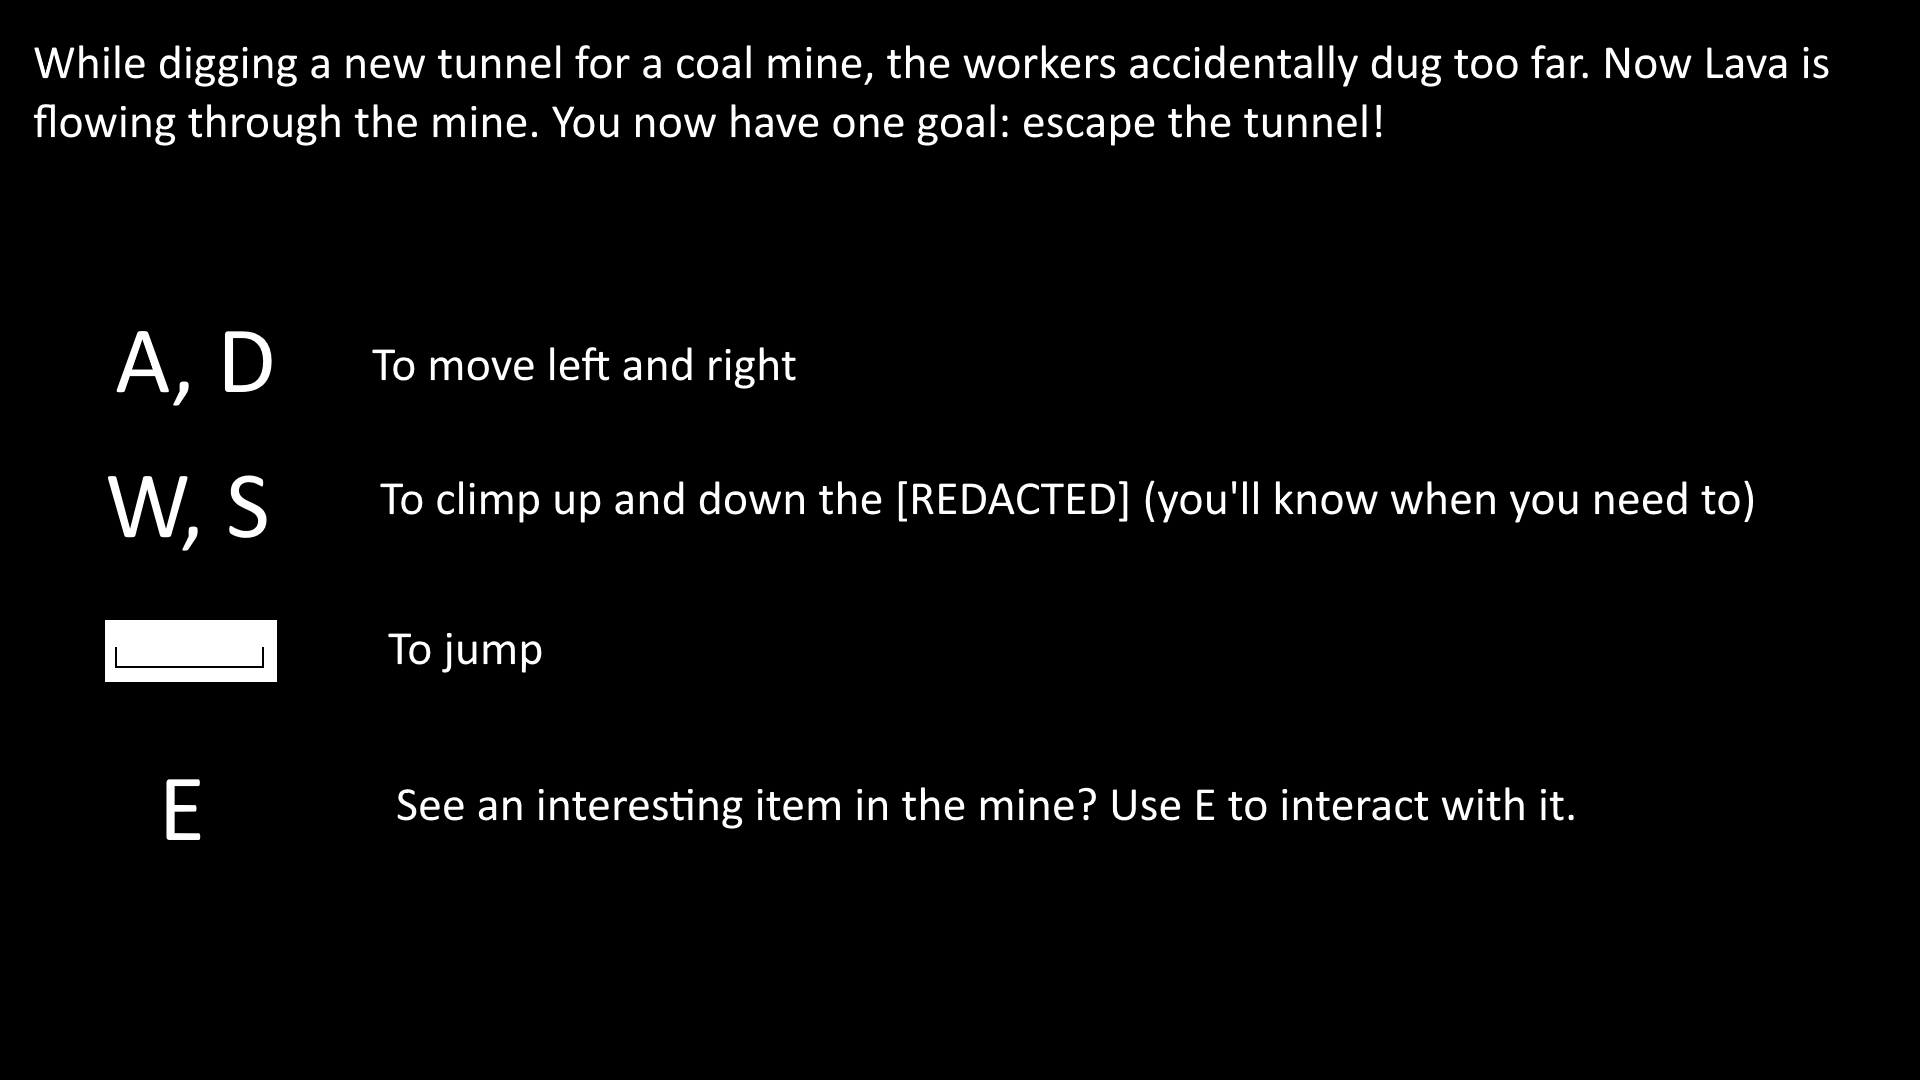 While digging a new tunnel for a coal mine, the workers accidentally dug too far. Now Lava is
flowing through the mine. You now have one goal: escape the tunnel!
A, D To move left and right
W, S To climp up and down the [REDACTED] (you'll know when you need to)
To jump
E See an interesting item in the mine? Use E to interact with it.